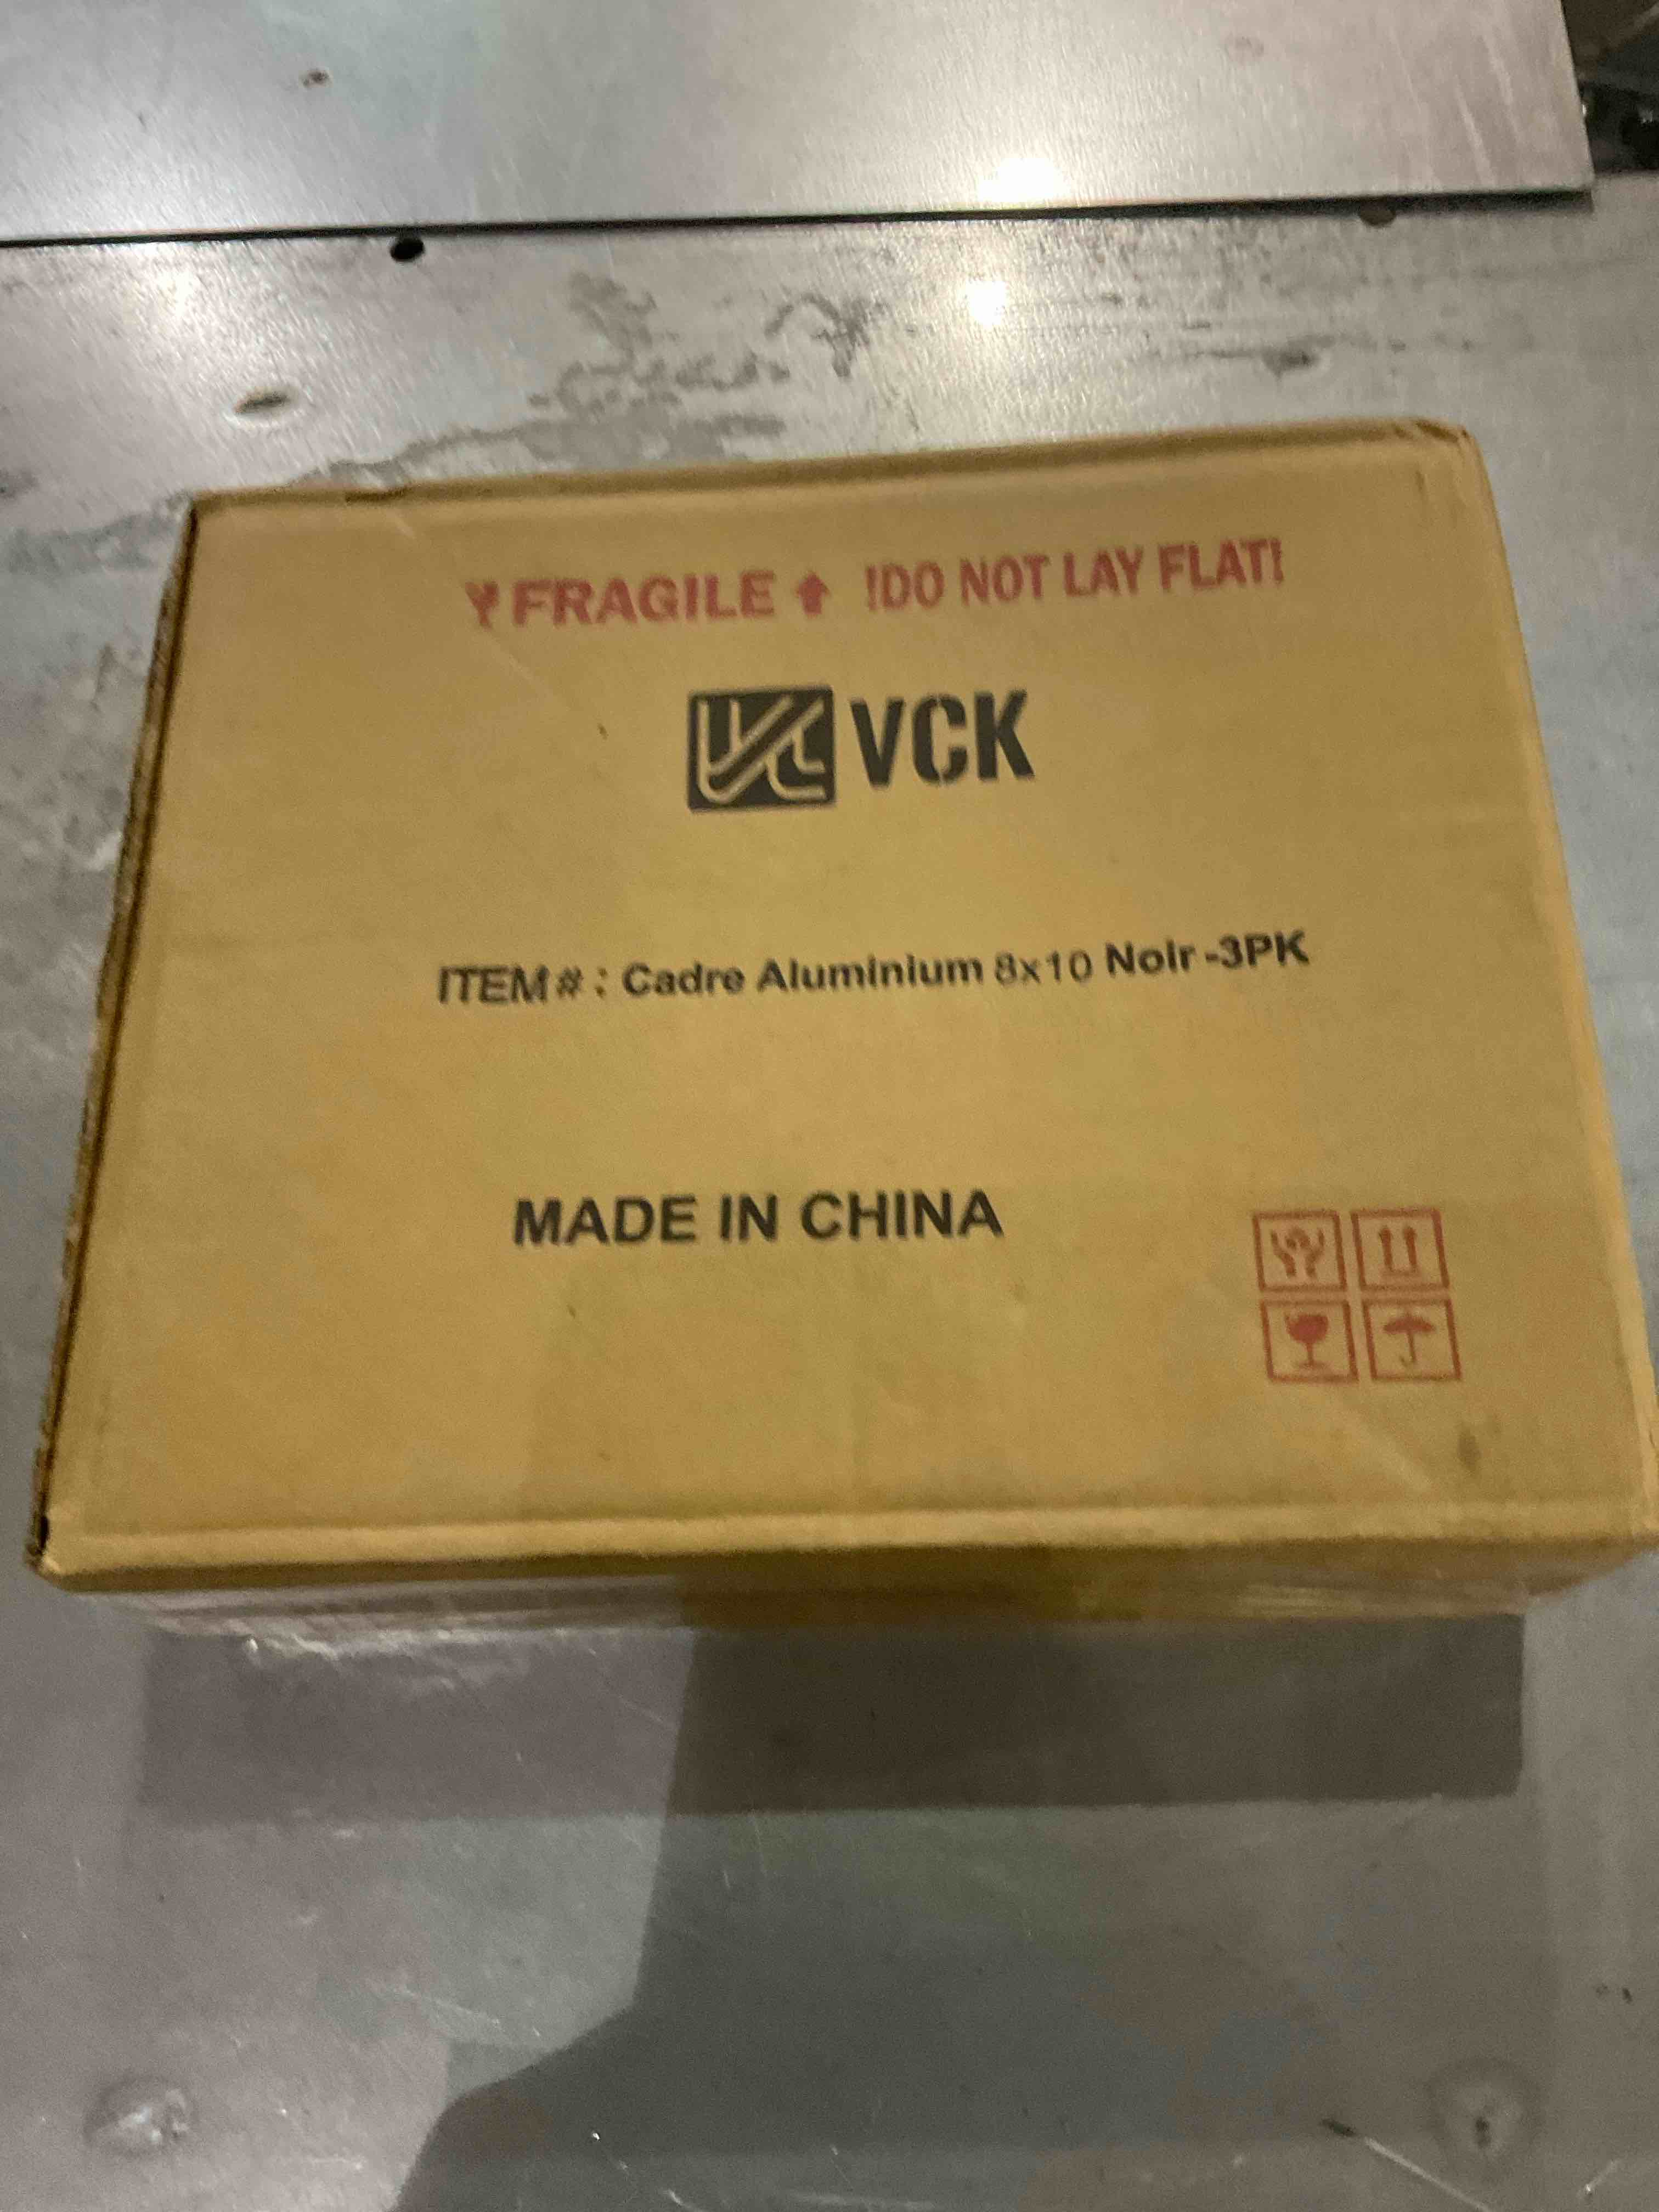 FRAGILE !DO NOT LAY FLAT!
VCK
ITEM#: Cadre Aluminium 8x10 Noir-3PK
MADE IN CHINA